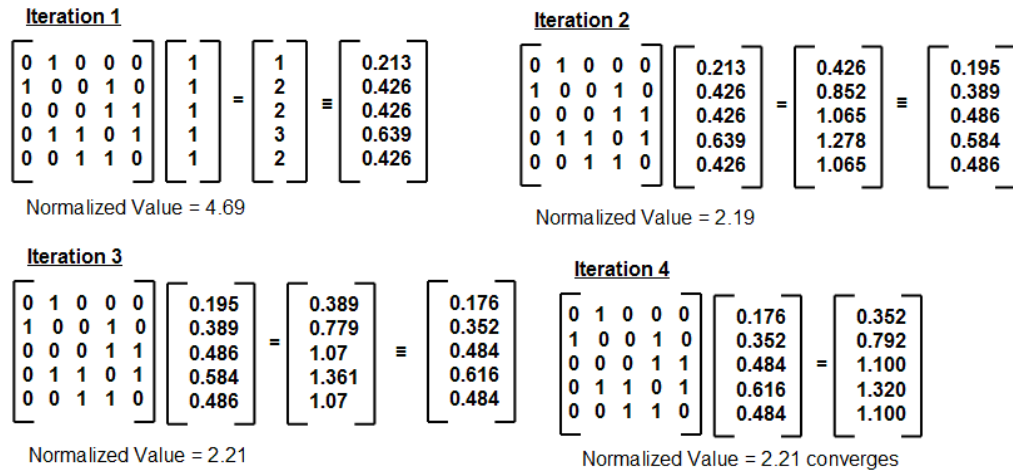 Iteration 1
0 1 0 0 0 1 1 0.213
1 0 0 1 0 1 2 0.426
0 0 0 1 1 1 = 2 ≡ 0.426
0 1 1 0 1 1 3 0.639
0 0 1 1 0 1 2 0.426
Normalized Value = 4.69
Iteration 2
0 1 0 0 0 0.213 0.426 0.195
1 0 0 1 0 0.426 0.852 0.389
0 0 0 1 1 0.426 = 1.065 ≡ 0.486
0 1 1 0 1 0.639 1.278 0.584
0 0 1 1 0 0.426 1.065 0.486
Normalized Value = 2.19
Iteration 3
0 1 0 0 0 0.195 0.389 0.176
1 0 0 1 0 0.389 0.779 0.352
0 0 0 1 1 0.486 = 1.07 ≡ 0.484
0 1 1 0 1 0.584 1.361 0.616
0 0 1 1 0 0.486 1.07 0.484
Normalized Value = 2.21
Iteration 4
0 1 0 0 0 0.176 0.352
1 0 0 1 0 0.352 0.792
0 0 0 1 1 0.484 = 1.100
0 1 1 0 1 0.616 1.320
0 0 1 1 0 0.484 1.100
Normalized Value = 2.21 converges